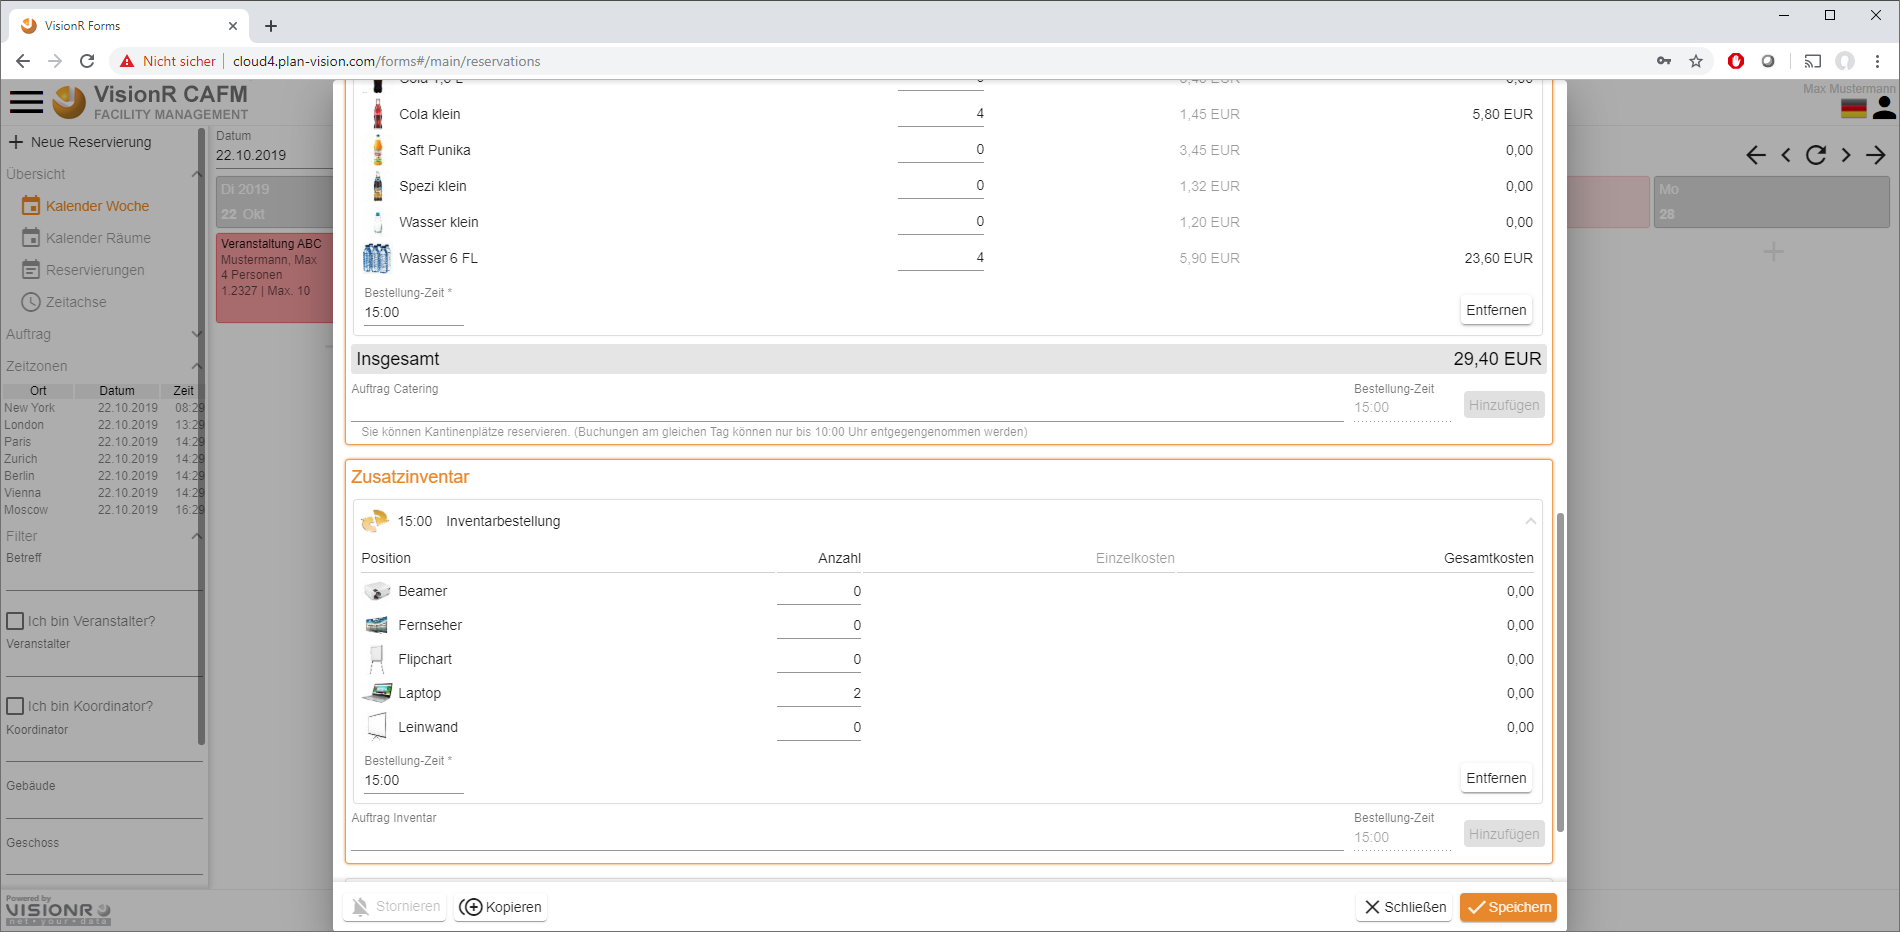 VisionR Forms
Nicht sicher
cloud4.plan-vision.com/forms#/main/reservations
VisionR CAFM
FACILITY MANAGEMENT
Max Mustermann
Neue Reservierung
Übersicht
Kalender Woche
Kalender Räume
Reservierungen
Zeitachse
Auftrag
Zeitzonen
Ort Datum Zeit
New York 22.10.2019 08:29
London 22.10.2019 13:29
Paris 22.10.2019 14:29
Zurich 22.10.2019 14:29
Berlin 22.10.2019 14:29
Vienna 22.10.2019 14:29
Moscow 22.10.2019 16:29
Filter
Betreff
Ich bin Veranstalter?
Veranstalter
Ich bin Koordinator?
Koordinator
Gebäude
Geschoss
Powered by
VISIONR
net • your • data
Datum
22.10.2019
Di 2019
22 Okt
Veranstaltung ABC
Mustermann, Max
4 Personen
1.2327 | Max. 10
Mo
28
Cola klein 4 1,45 EUR 5,80 EUR
Saft Punika 0 3,45 EUR 0,00
Spezi klein 0 1,32 EUR 0,00
Wasser klein 0 1,20 EUR 0,00
Wasser 6 FL 4 5,90 EUR 23,60 EUR
Bestellung-Zeit *
15:00
Entfernen
Insgesamt 29,40 EUR
Auftrag Catering
Bestellung-Zeit
15:00
Hinzufügen
Sie können Kantinenplätze reservieren. (Buchungen am gleichen Tag können nur bis 10:00 Uhr entgegengenommen werden)
Zusatzinventar
15:00 Inventarbestellung
Position Anzahl Einzelkosten Gesamtkosten
Beamer 0 0,00
Fernseher 0 0,00
Flipchart 0 0,00
Laptop 2 0,00
Leinwand 0 0,00
Bestellung-Zeit *
15:00
Entfernen
Auftrag Inventar
Bestellung-Zeit
15:00
Hinzufügen
Stornieren
Kopieren
Schließen
Speichern